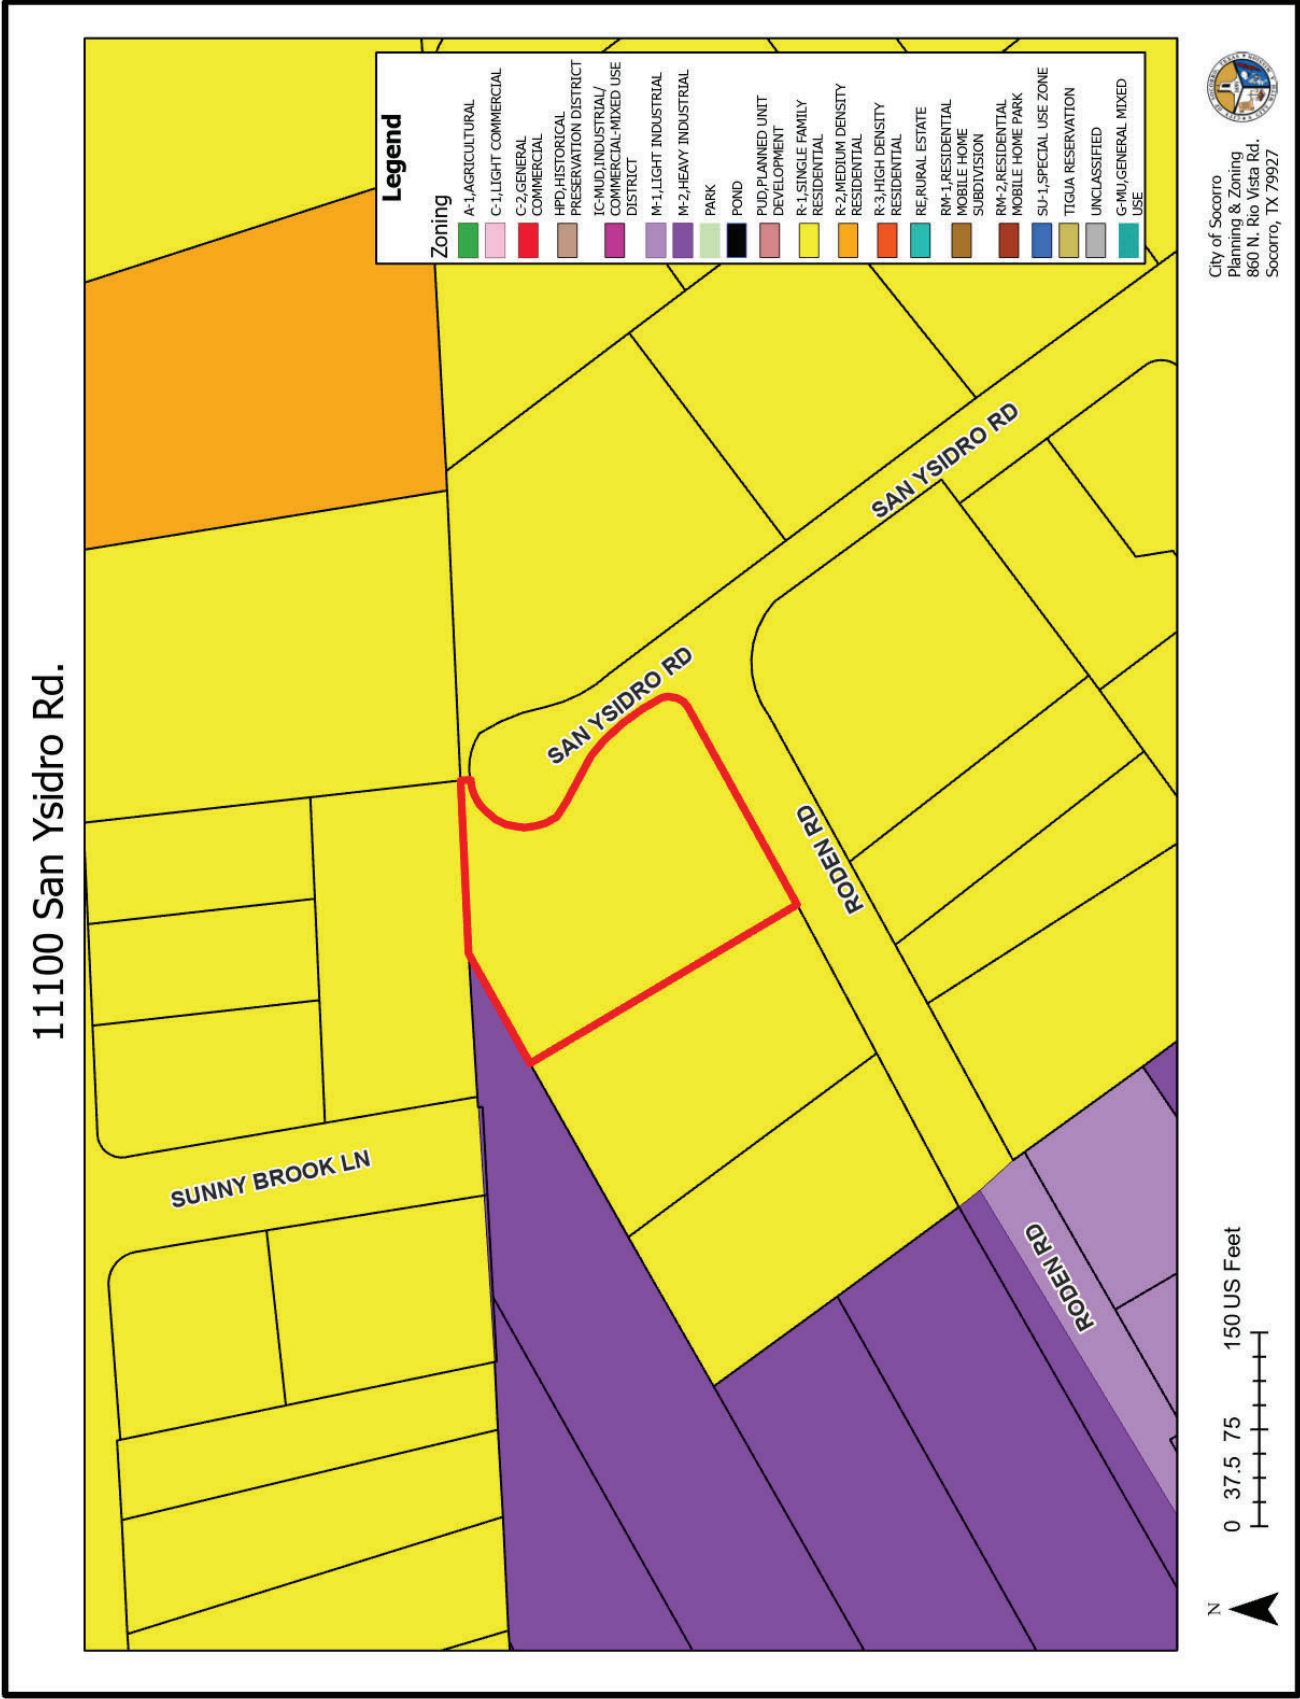 11100 San Ysidro Rd.
SUNNY BROOK LN
SAN YSIDRO RD
SAN YSIDRO RD
RODEN RD
RODEN RD
Legend
Zoning
A-1,AGRICULTURAL
C-1,LIGHT COMMERCIAL
C-2,GENERAL
COMMERCIAL
HPD,HISTORICAL
PRESERVATION DISTRICT
IC-MUD,INDUSTRIAL/
COMMERCIAL-MIXED USE
DISTRICT
M-1,LIGHT INDUSTRIAL
M-2,HEAVY INDUSTRIAL
PARK
POND
PUD,PLANNED UNIT
DEVELOPMENT
R-1,SINGLE FAMILY
RESIDENTIAL
R-2,MEDIUM DENSITY
RESIDENTIAL
R-3,HIGH DENSITY
RESIDENTIAL
RE,RURAL ESTATE
RM-1,RESIDENTIAL
MOBILE HOME
SUBDIVISION
RM-2,RESIDENTIAL
MOBILE HOME PARK
SU-1,SPECIAL USE ZONE
TIGUA RESERVATION
UNCLASSIFIED
G-MU,GENERAL MIXED
USE
N
0 37.5 75 150 US Feet
City of Socorro
Planning & Zoning
860 N. Rio Vista Rd.
Socorro, TX 79927